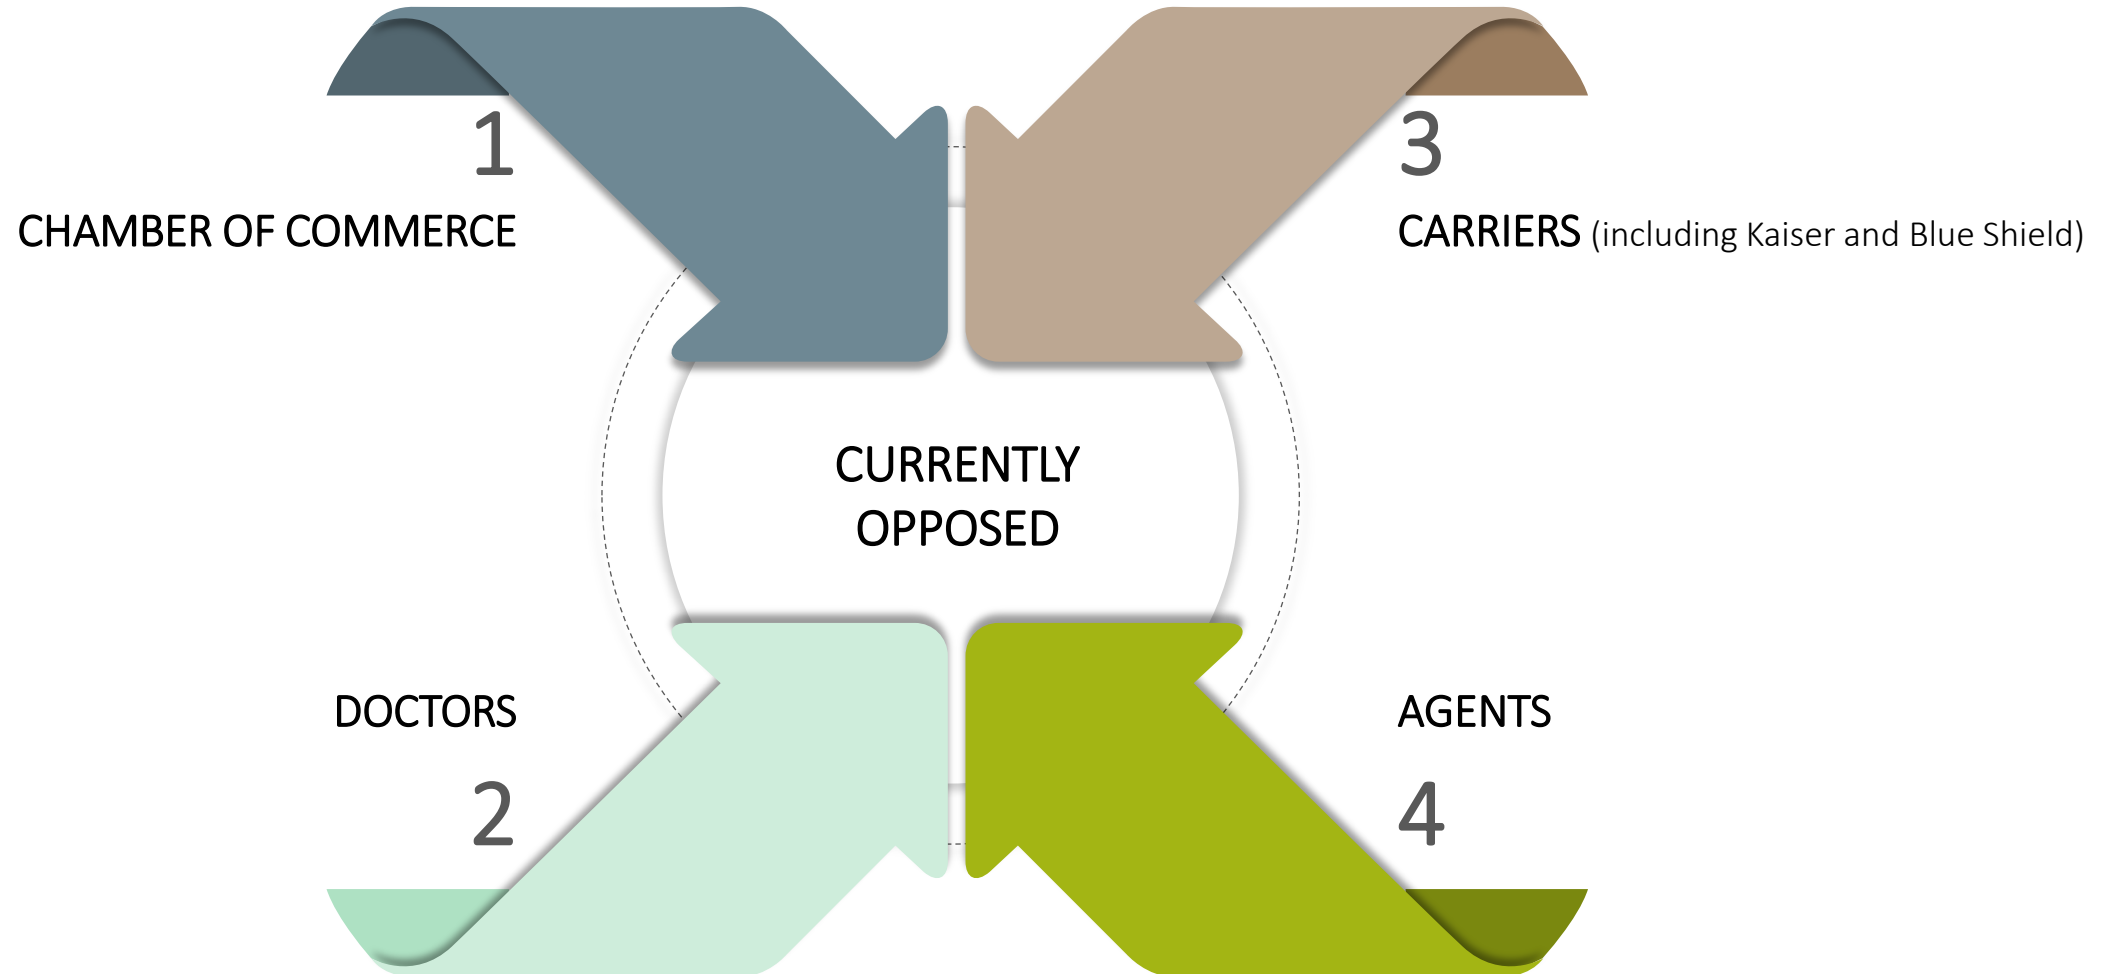 1
CHAMBER OF COMMERCE
3
CARRIERS (including Kaiser and Blue Shield)
CURRENTLY
OPPOSED
DOCTORS
2
AGENTS
4